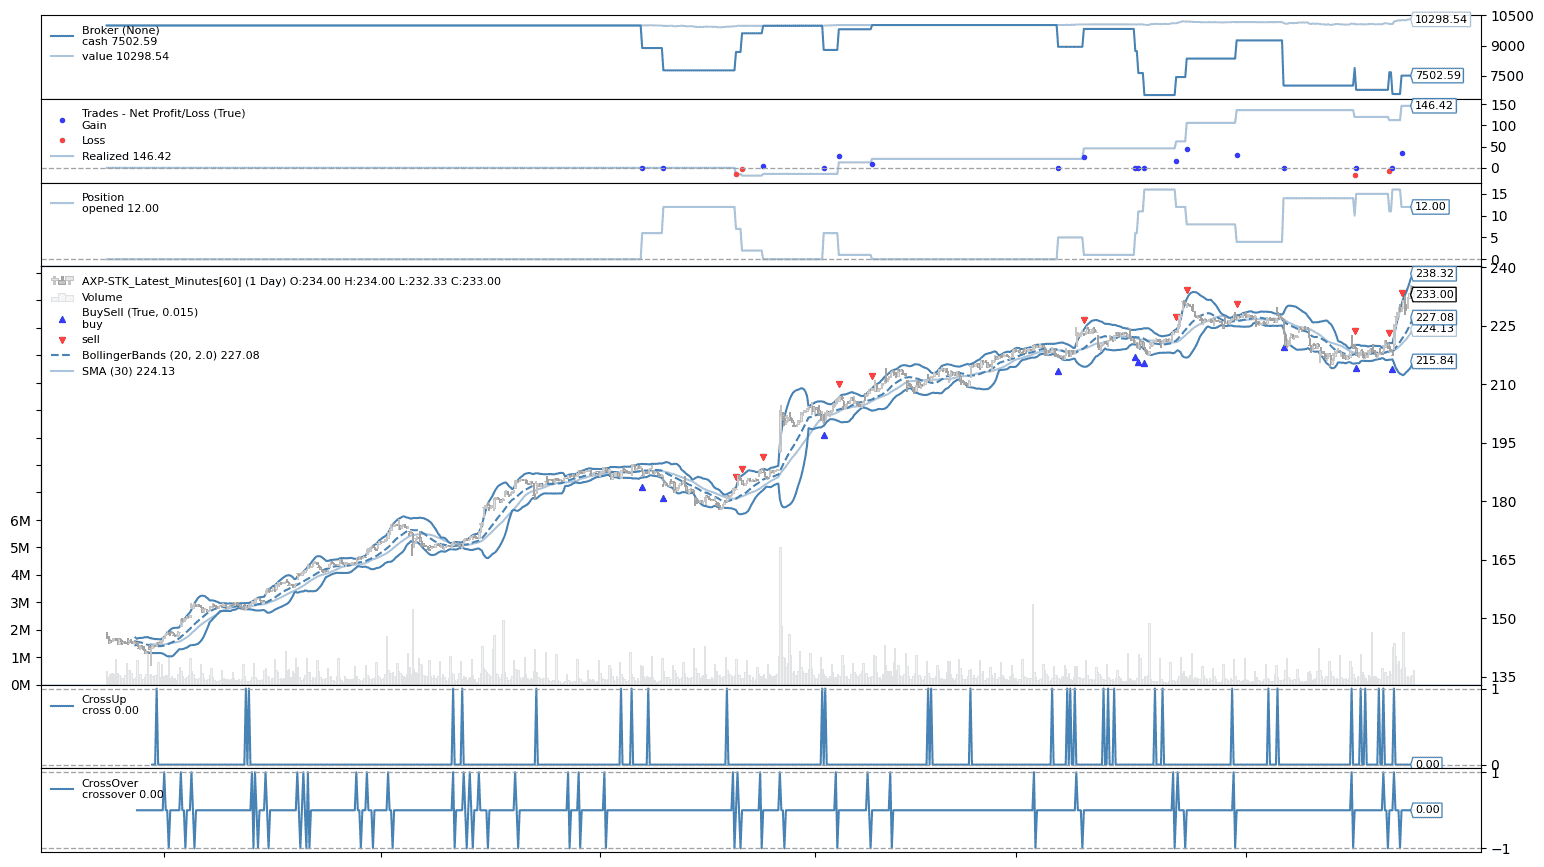 Broker (None)
cash 7502.59
value 10298.54
10500
10298.54
9000
7500
7502.59
Trades - Net Profit/Loss (True)
Gain
Loss
Realized 146.42
150
146.42
100
50
0
Position
opened 12.00
15
12.00
10
5
0
AXP-STK_Latest_Minutes[60] (1 Day) O:234.00 H:234.00 L:232.33 C:233.00
Volume
BuySell (True, 0.015)
buy
sell
BollingerBands (20, 2.0) 227.08
SMA (30) 224.13
240
238.32
233.00
227.08
225
224.13
215.84
210
195
180
165
150
135
6M
5M
4M
3M
2M
1M
0M
CrossUp
cross 0.00
1
0
0.00
CrossOver
crossover 0.00
1
0.00
−1